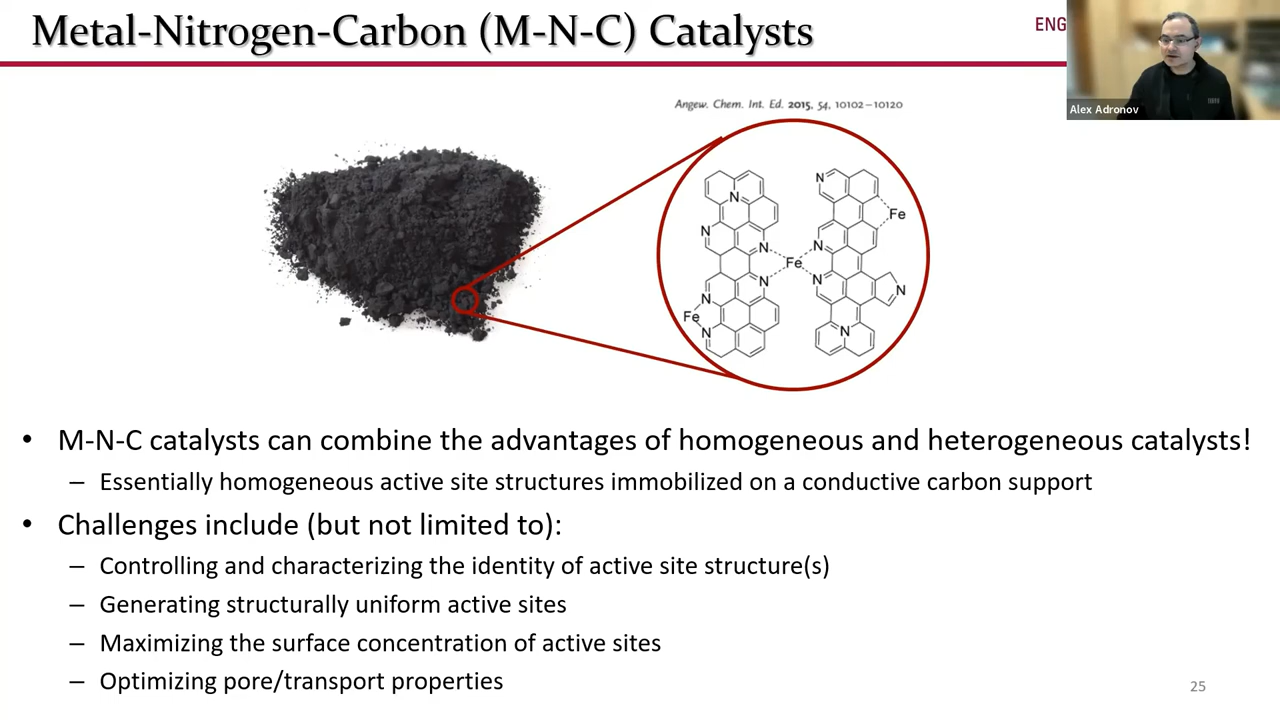 Metal-Nitrogen-Carbon (M-N-C) Catalysts
ENG
Alex Adronov
Angew. Chem. Int. Ed. 2015, 54, 10102–10120
N
N
Fe
N
N
N
Fe
N
N
N
N
Fe
N
N
N
• M-N-C catalysts can combine the advantages of homogeneous and heterogeneous catalysts!
– Essentially homogeneous active site structures immobilized on a conductive carbon support
• Challenges include (but not limited to):
– Controlling and characterizing the identity of active site structure(s)
– Generating structurally uniform active sites
– Maximizing the surface concentration of active sites
– Optimizing pore/transport properties
25